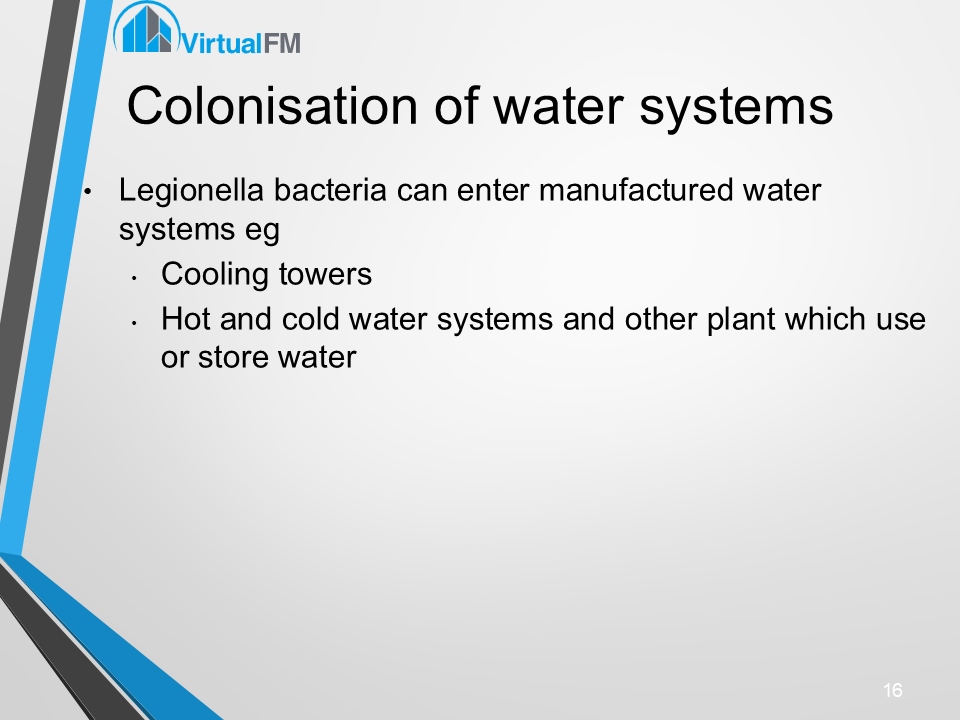 VirtualFM
Colonisation of water systems
• Legionella bacteria can enter manufactured water
systems eg
• Cooling towers
• Hot and cold water systems and other plant which use
or store water
16